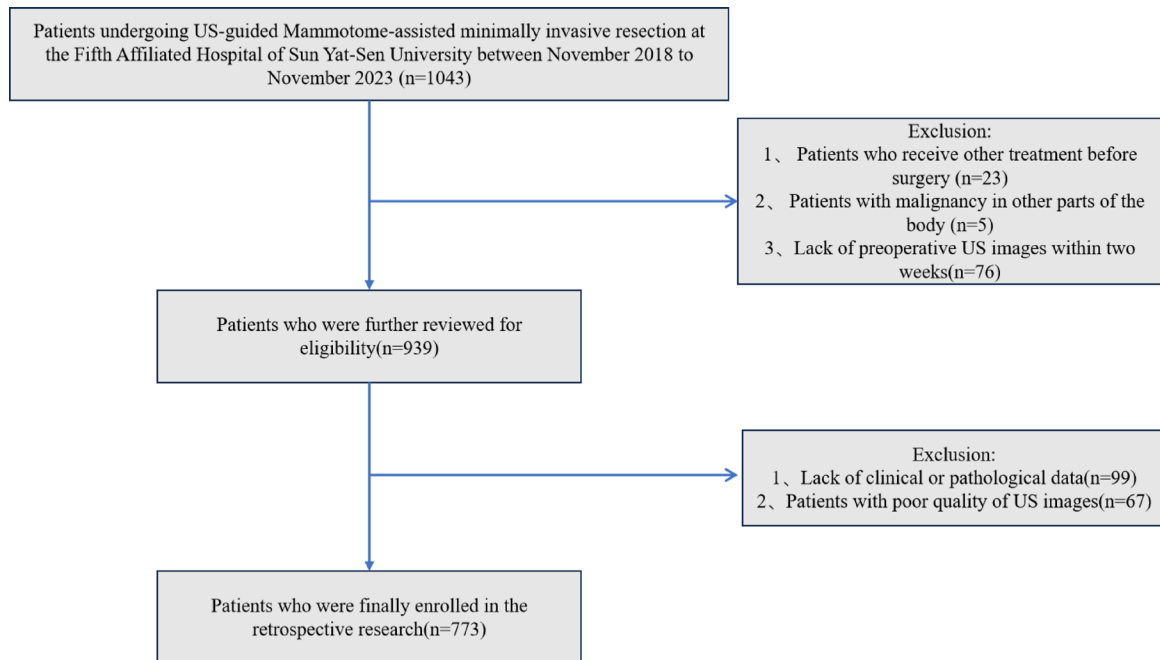 Patients undergoing US-guided Mammotome-assisted minimally invasive resection at
the Fifth Affiliated Hospital of Sun Yat-Sen University between November 2018 to
November 2023 (n=1043)
Exclusion:
1、 Patients who receive other treatment before
surgery (n=23)
2、 Patients with malignancy in other parts of the
body (n=5)
3、Lack of preoperative US images within two
weeks(n=76)
Patients who were further reviewed for
eligibility(n=939)
Exclusion:
1、Lack of clinical or pathological data(n=99)
2、Patients with poor quality of US images(n=67)
Patients who were finally enrolled in the
retrospective research(n=773)